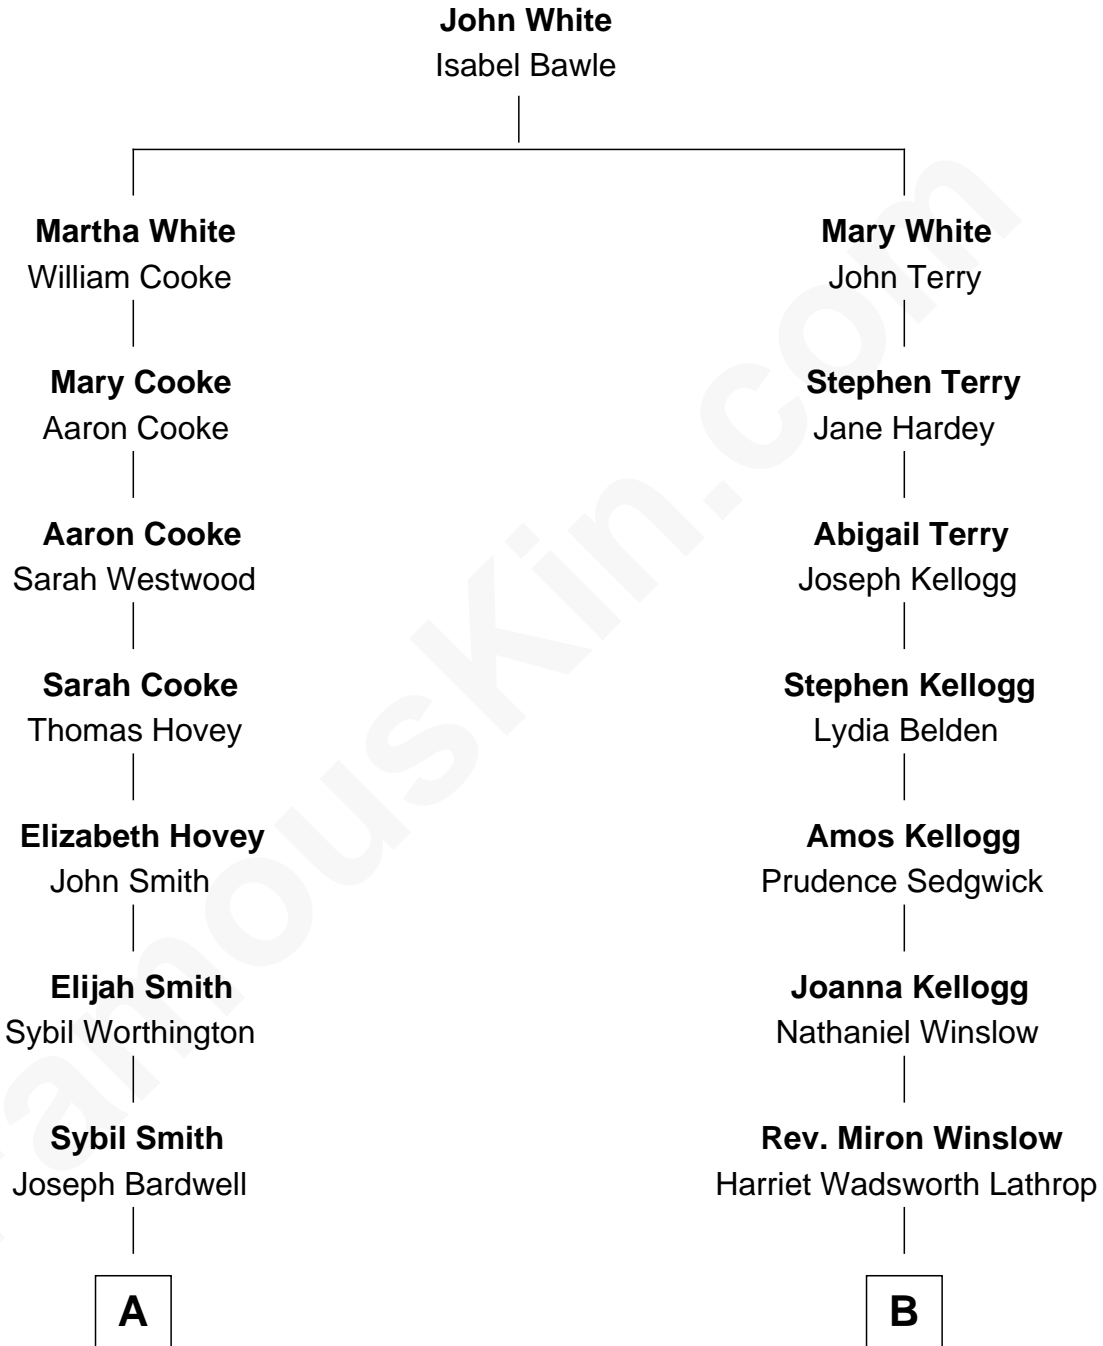 John White
Isabel Bawle
Martha White
William Cooke
Mary White
John Terry
Mary Cooke
Aaron Cooke
Stephen Terry
Jane Hardey
Aaron Cooke
Sarah Westwood
Abigail Terry
Joseph Kellogg
Sarah Cooke
Thomas Hovey
Stephen Kellogg
Lydia Belden
Elizabeth Hovey
John Smith
Amos Kellogg
Prudence Sedgwick
Elijah Smith
Sybil Worthington
Joanna Kellogg
Nathaniel Winslow
Sybil Smith
Joseph Bardwell
Rev. Miron Winslow
Harriet Wadsworth Lathrop
A
B
FamousKin.com